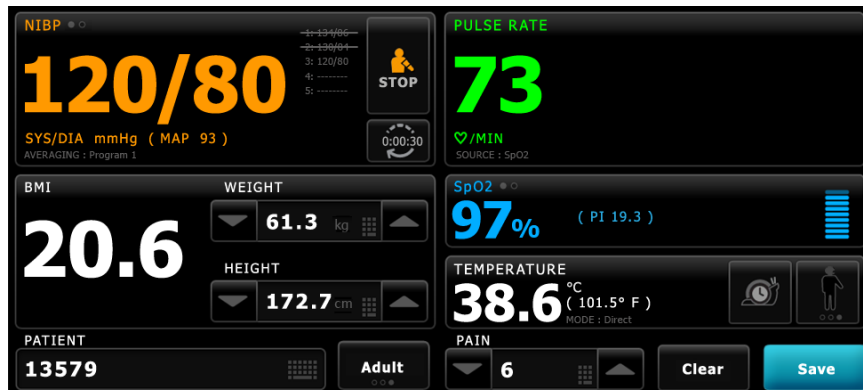 NIBP
1: 134/86
2: 130/84
3: 120/80
4: --------
5: --------
120/80
STOP
SYS/DIA mmHg ( MAP 93 )
AVERAGING : Program 1
0:00:30
PULSE RATE
73
/MIN
SOURCE : SpO2
BMI
20.6
WEIGHT
61.3 kg
HEIGHT
172.7 cm
SpO2
97%
( PI 19.3 )
TEMPERATURE
38.6 °C
( 101.5° F )
MODE : Direct
PATIENT
13579
Adult
PAIN
6
Clear
Save